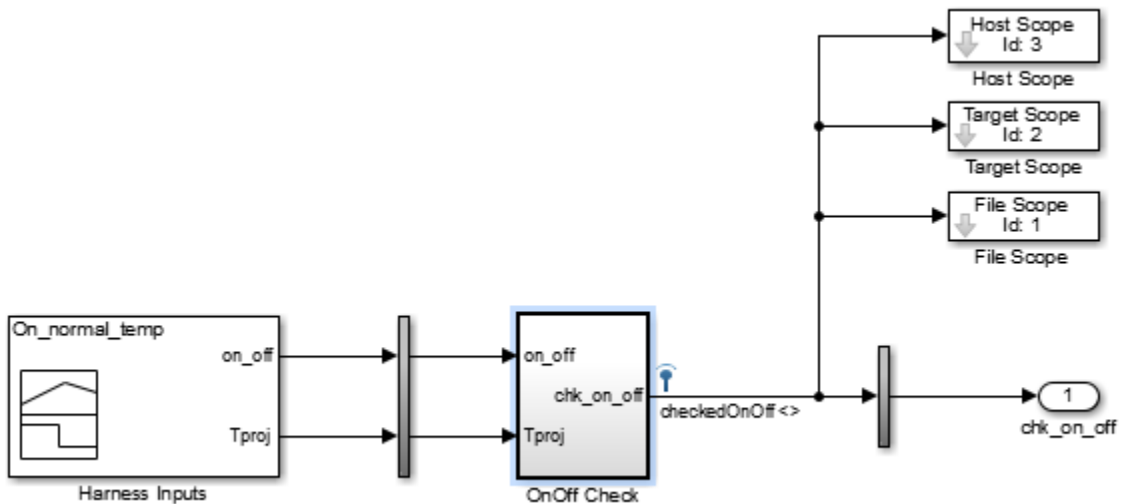 Host Scope
Id: 3
Host Scope
Target Scope
Id: 2
Target Scope
File Scope
Id: 1
File Scope
On_normal_temp
on_off
Tproj
Harness Inputs
on_off
chk_on_off
Tproj
OnOff Check
checkedOnOff<>
1
chk_on_off